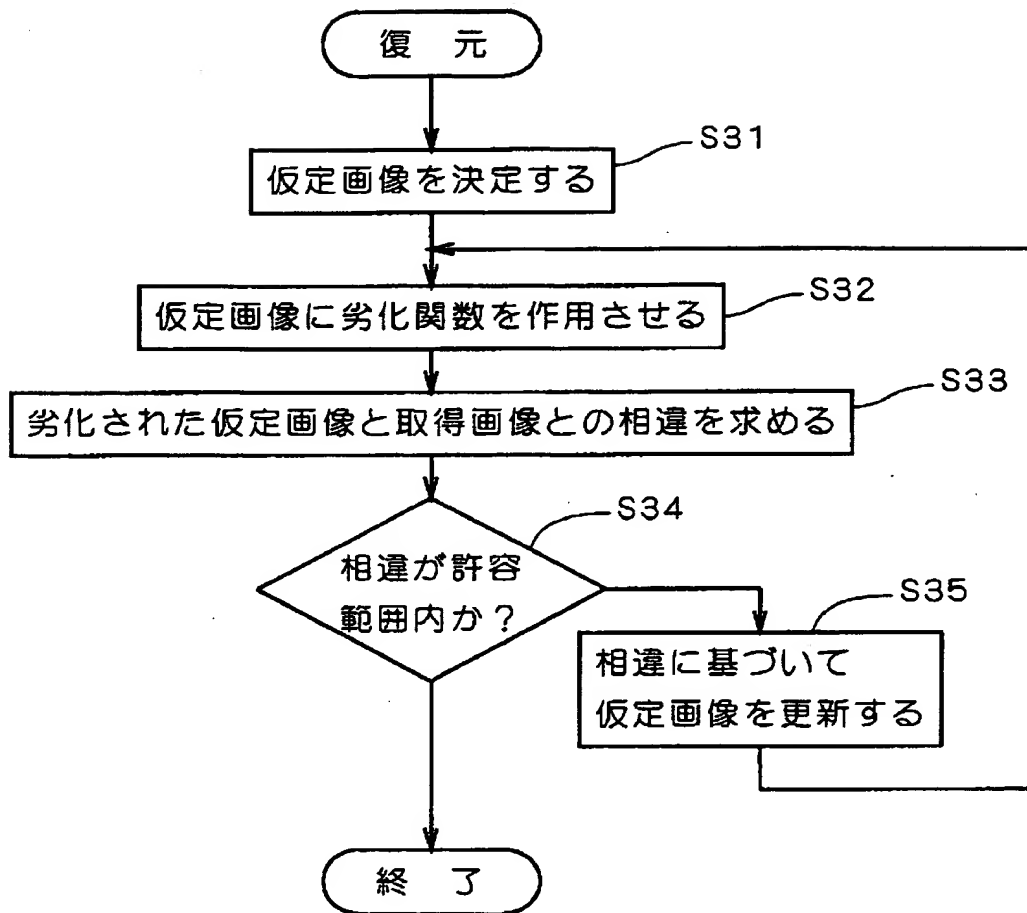 復 元
S31
仮定画像を決定する
S32
仮定画像に劣化関数を作用させる
S33
劣化された仮定画像と取得画像との相違を求める
S34
相違が許容
範囲内か?
S35
相違に基づいて
仮定画像を更新する
終 了